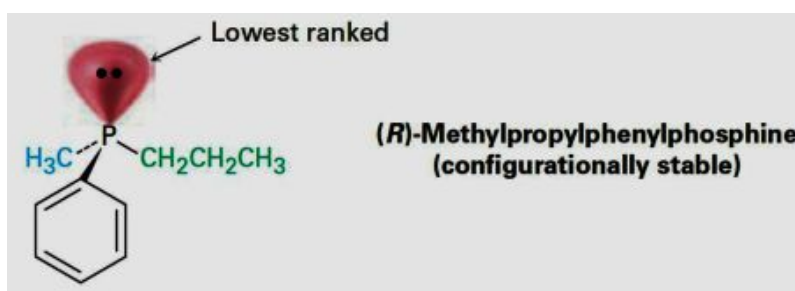 Lowest ranked
P
H3C
CH2CH2CH3
(R)-Methylpropylphenylphosphine
(configurationally stable)